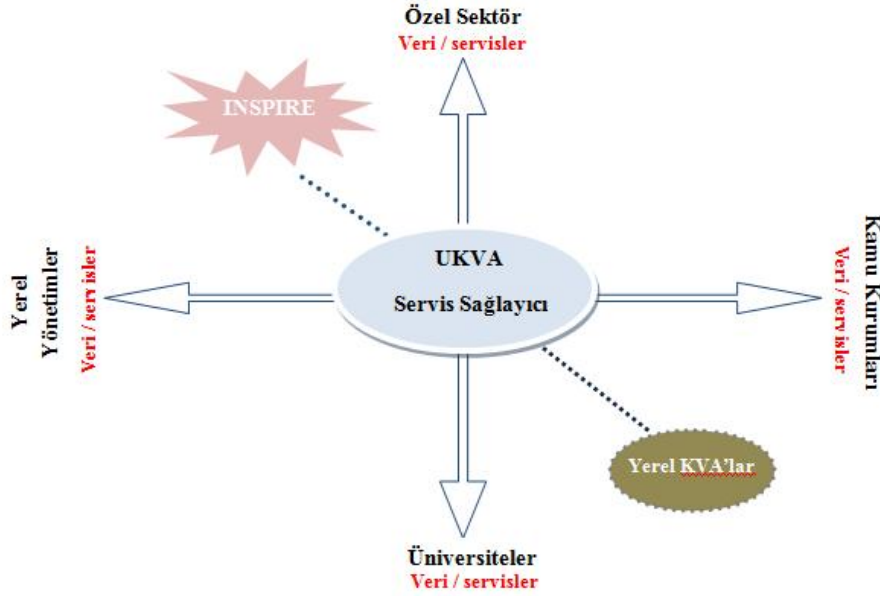 Özel Sektör
Veri / servisler
INSPIRE
UKVA
Servis Sağlayıcı
Yerel
Yönetimler
Veri / servisler
Kamu Kurumları
Veri /
servisler
Yerel KVA’lar
Üniversiteler
Veri / servisler